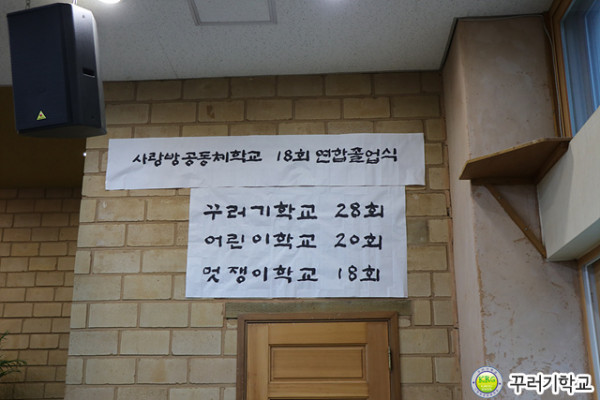 사랑방공동체학교 18회 연합졸업식
꾸러기학교 28회
어린이학교 20회
멋쟁이학교 18회
꾸러기학교